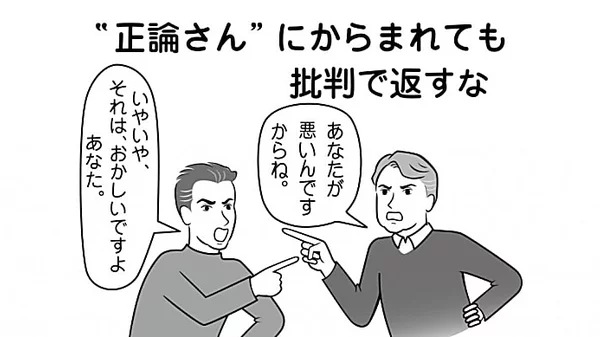 “正論さん”にからまれても
批判で返すな
あなたが
悪いんです
からね。
いやいや、
それは、おかしいですよ
あなた。